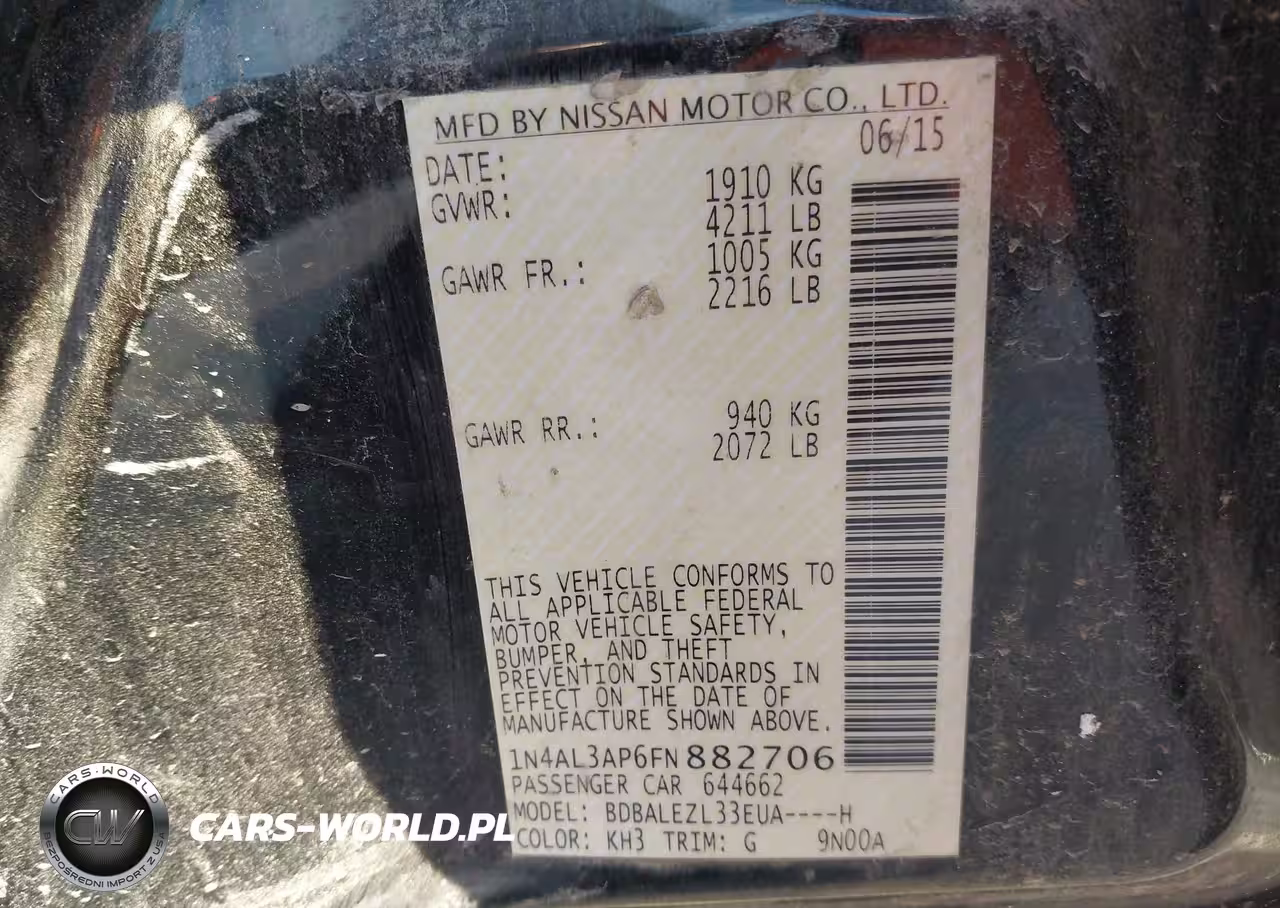 MFD BY NISSAN MOTOR CO., LTD.
DATE: 06/15
GVWR: 1910 KG
4211 LB
GAWR FR.: 1005 KG
2216 LB
GAWR RR.: 940 KG
2072 LB
THIS VEHICLE CONFORMS TO
ALL APPLICABLE FEDERAL
MOTOR VEHICLE SAFETY,
BUMPER, AND THEFT
PREVENTION STANDARDS IN
EFFECT ON THE DATE OF
MANUFACTURE SHOWN ABOVE.
1N4AL3AP6FN882706
PASSENGER CAR 644662
MODEL: BDBALEZL33EUA----H
COLOR: KH3 TRIM: G 9N00A
CARS-WORLD
CW
BEZPOŚREDNI IMPORT Z USA
CARS-WORLD.PL